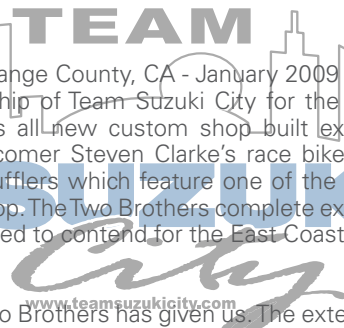 TEAM
ange County, CA - January 2009
hip of Team Suzuki City for the
s all new custom shop built ex
comer Steven Clarke's race bike
ufflers which feature one of the
op. The Two Brothers complete ex
SUZUK
ed to contend for the East Coast
City
www.teamsuzukicity.com
o Brothers has given us. The exte